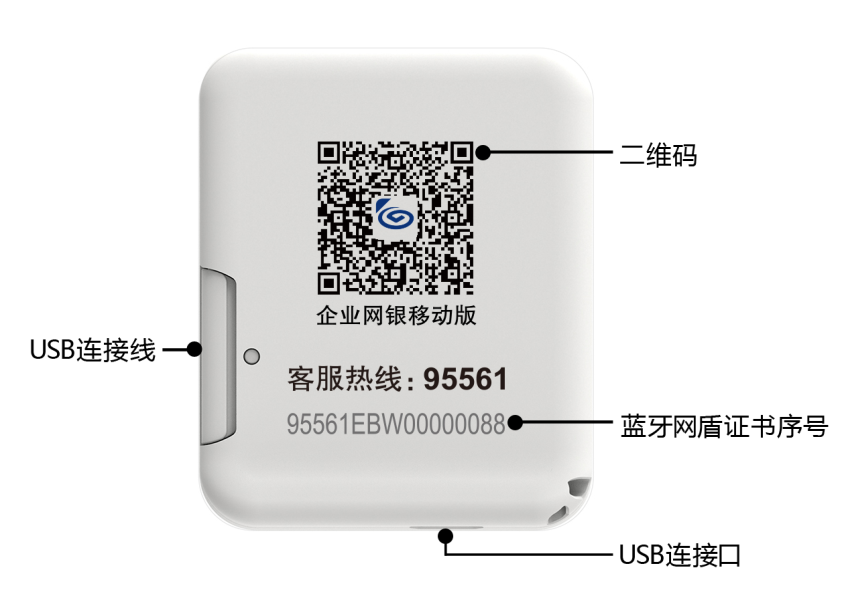 二维码
企业网银移动版
USB连接线
客服热线：95561
95561EBW00000088
蓝牙网盾证书序号
USB连接口